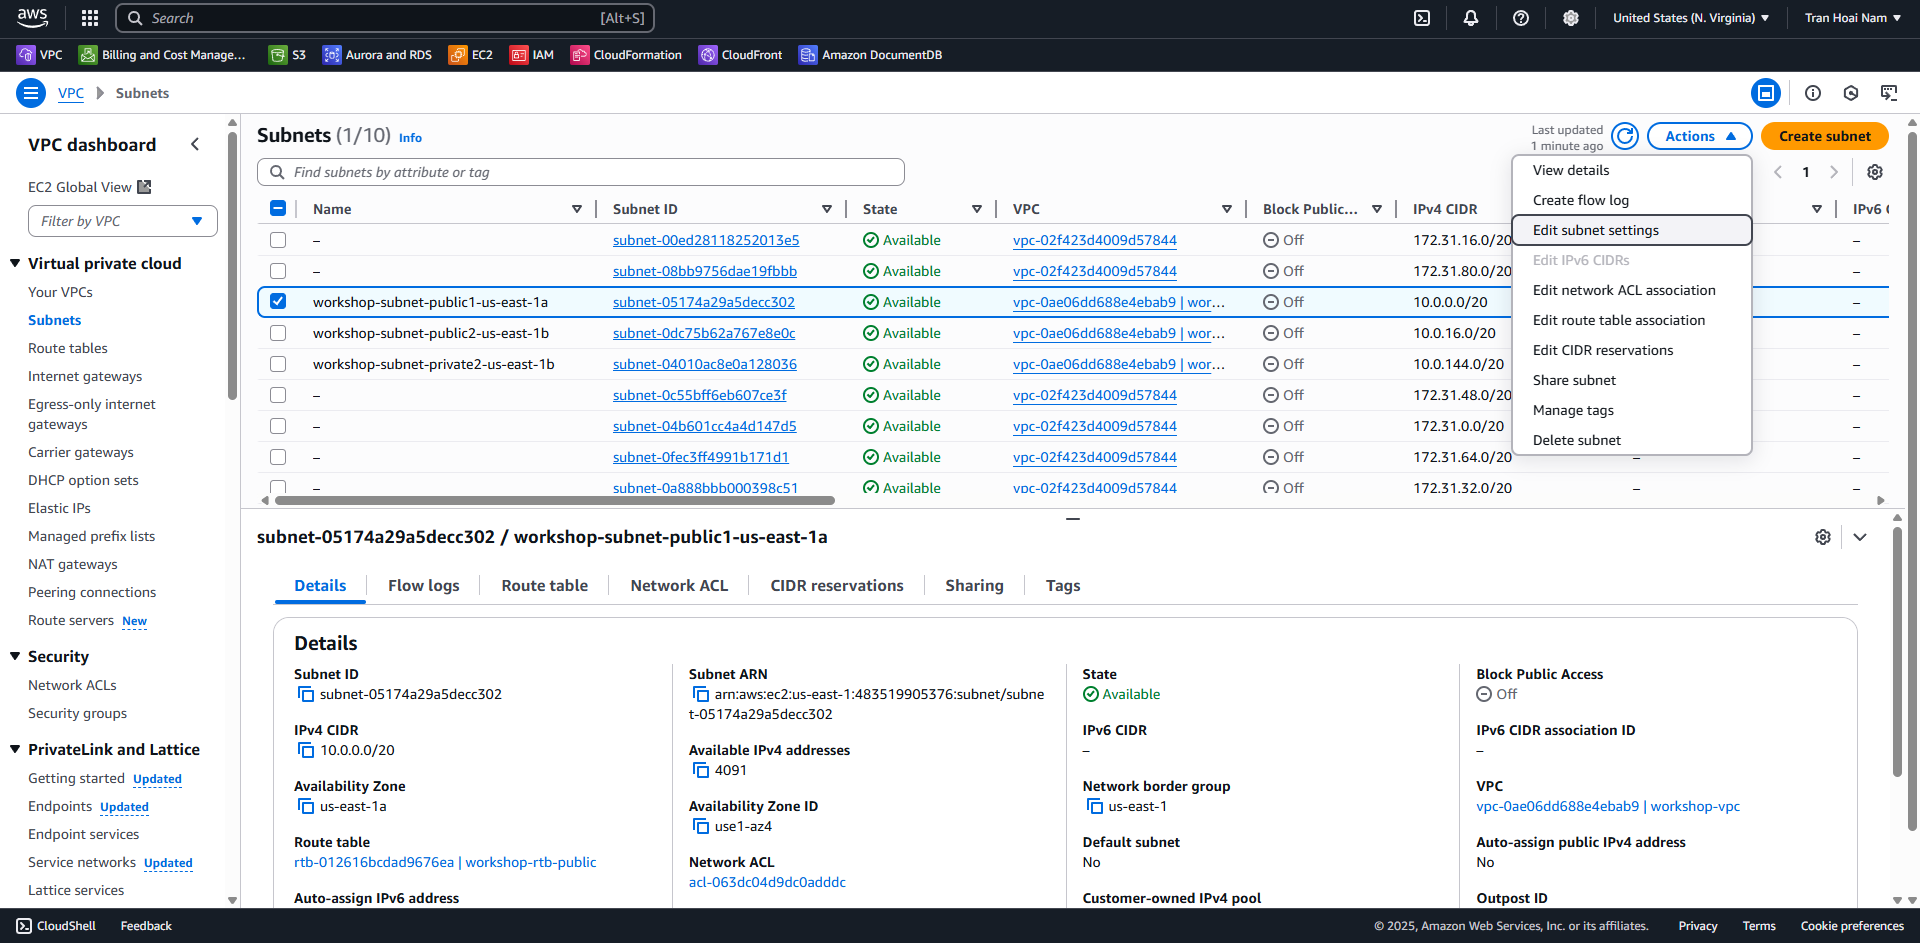 aws
Search [Alt+S]
United States (N. Virginia)
Tran Hoai Nam
VPC
Billing and Cost Manage...
S3
Aurora and RDS
EC2
IAM
CloudFormation
CloudFront
Amazon DocumentDB
VPC
Subnets
VPC dashboard
EC2 Global View
Filter by VPC
Virtual private cloud
Your VPCs
Subnets
Route tables
Internet gateways
Egress-only internet
gateways
Carrier gateways
DHCP option sets
Elastic IPs
Managed prefix lists
NAT gateways
Peering connections
Route servers New
Security
Network ACLs
Security groups
PrivateLink and Lattice
Getting started Updated
Endpoints Updated
Endpoint services
Service networks Updated
Lattice services
Subnets (1/10) Info
Last updated
1 minute ago
Actions
Create subnet
Find subnets by attribute or tag
1
View details
Create flow log
Edit subnet settings
Edit IPv6 CIDRs
Edit network ACL association
Edit route table association
Edit CIDR reservations
Share subnet
Manage tags
Delete subnet
Name Subnet ID State VPC Block Public... IPv4 CIDR IPv6
– subnet-00ed28118252013e5 Available vpc-02f423d4009d57844 Off 172.31.16.0/20 –
– subnet-08bb9756dae19fbbb Available vpc-02f423d4009d57844 Off 172.31.80.0/20 –
workshop-subnet-public1-us-east-1a subnet-05174a29a5decc302 Available vpc-0ae06dd688e4ebab9 | wor... Off 10.0.0.0/20 –
workshop-subnet-public2-us-east-1b subnet-0dc75b62a767e8e0c Available vpc-0ae06dd688e4ebab9 | wor... Off 10.0.16.0/20 –
workshop-subnet-private2-us-east-1b subnet-04010ac8e0a128036 Available vpc-0ae06dd688e4ebab9 | wor... Off 10.0.144.0/20 –
– subnet-0c55bff6eb607ce3f Available vpc-02f423d4009d57844 Off 172.31.48.0/20 –
– subnet-04b601cc4a4d147d5 Available vpc-02f423d4009d57844 Off 172.31.0.0/20 –
– subnet-0fec3ff4991b171d1 Available vpc-02f423d4009d57844 Off 172.31.64.0/20 – –
– subnet-0a888bbb000398c51 Available vpc-02f423d4009d57844 Off 172.31.32.0/20 – –
subnet-05174a29a5decc302 / workshop-subnet-public1-us-east-1a
Details Flow logs Route table Network ACL CIDR reservations Sharing Tags
Details
Subnet ID
subnet-05174a29a5decc302
IPv4 CIDR
10.0.0.0/20
Availability Zone
us-east-1a
Route table
rtb-012616bcdad9676ea | workshop-rtb-public
Auto-assign IPv6 address
Subnet ARN
arn:aws:ec2:us-east-1:483519905376:subnet/subne
t-05174a29a5decc302
Available IPv4 addresses
4091
Availability Zone ID
use1-az4
Network ACL
acl-063dc04d9dc0adddc
State
Available
IPv6 CIDR
–
Network border group
us-east-1
Default subnet
No
Customer-owned IPv4 pool
Block Public Access
Off
IPv6 CIDR association ID
–
VPC
vpc-0ae06dd688e4ebab9 | workshop-vpc
Auto-assign public IPv4 address
No
Outpost ID
CloudShell
Feedback
© 2025, Amazon Web Services, Inc. or its affiliates.
Privacy
Terms
Cookie preferences